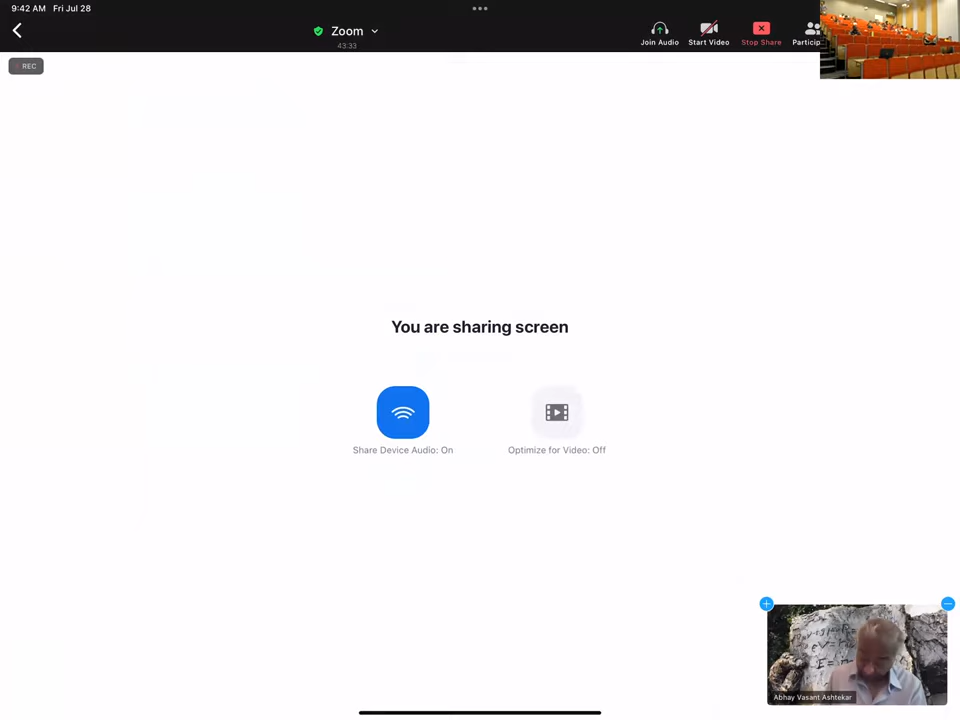 9:42 AM Fri Jul 28
Zoom
43:33
Join Audio
Start Video
Stop Share
Particip
REC
You are sharing screen
Share Device Audio: On
Optimize for Video: Off
Abhay Vasant Ashtekar